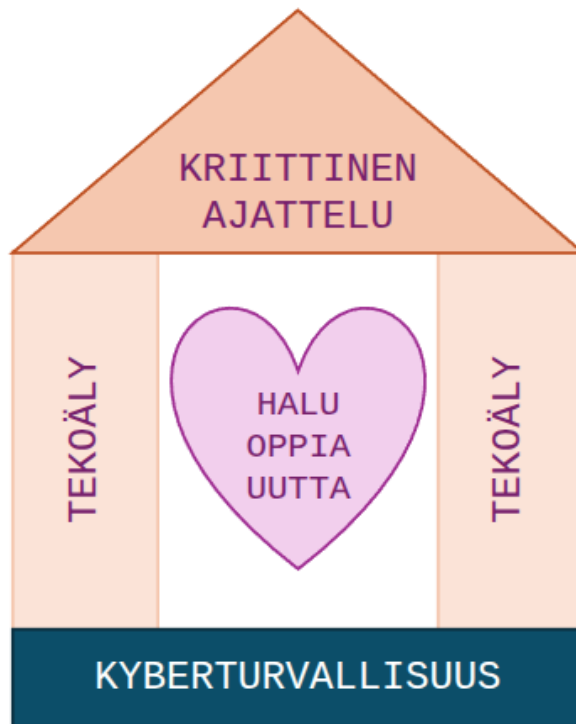 KRIITTINEN
AJATTELU
TEKOÄLY
HALU
OPPIA
UUTTA
TEKOÄLY
KYBERTURVALLISUUS